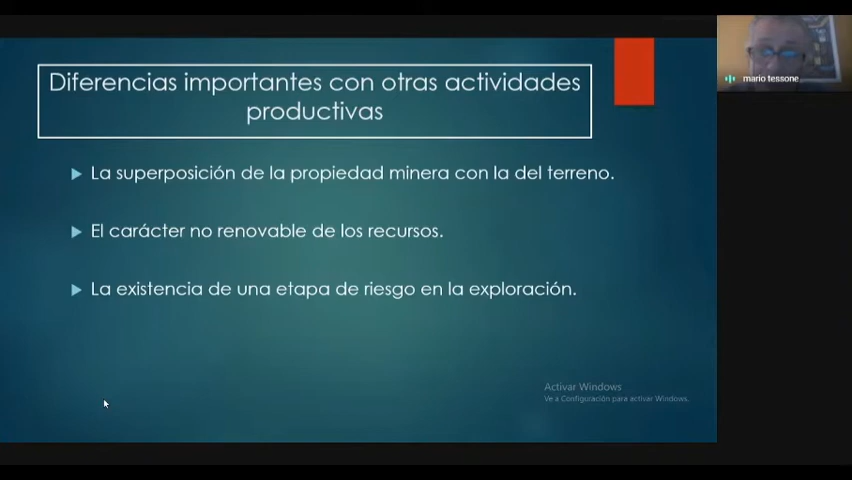 Diferencias importantes con otras actividades
productivas
mario tessone
La superposición de la propiedad minera con la del terreno.
El carácter no renovable de los recursos.
La existencia de una etapa de riesgo en la exploración.
Activar Windows
Ve a Configuración para activar Windows.